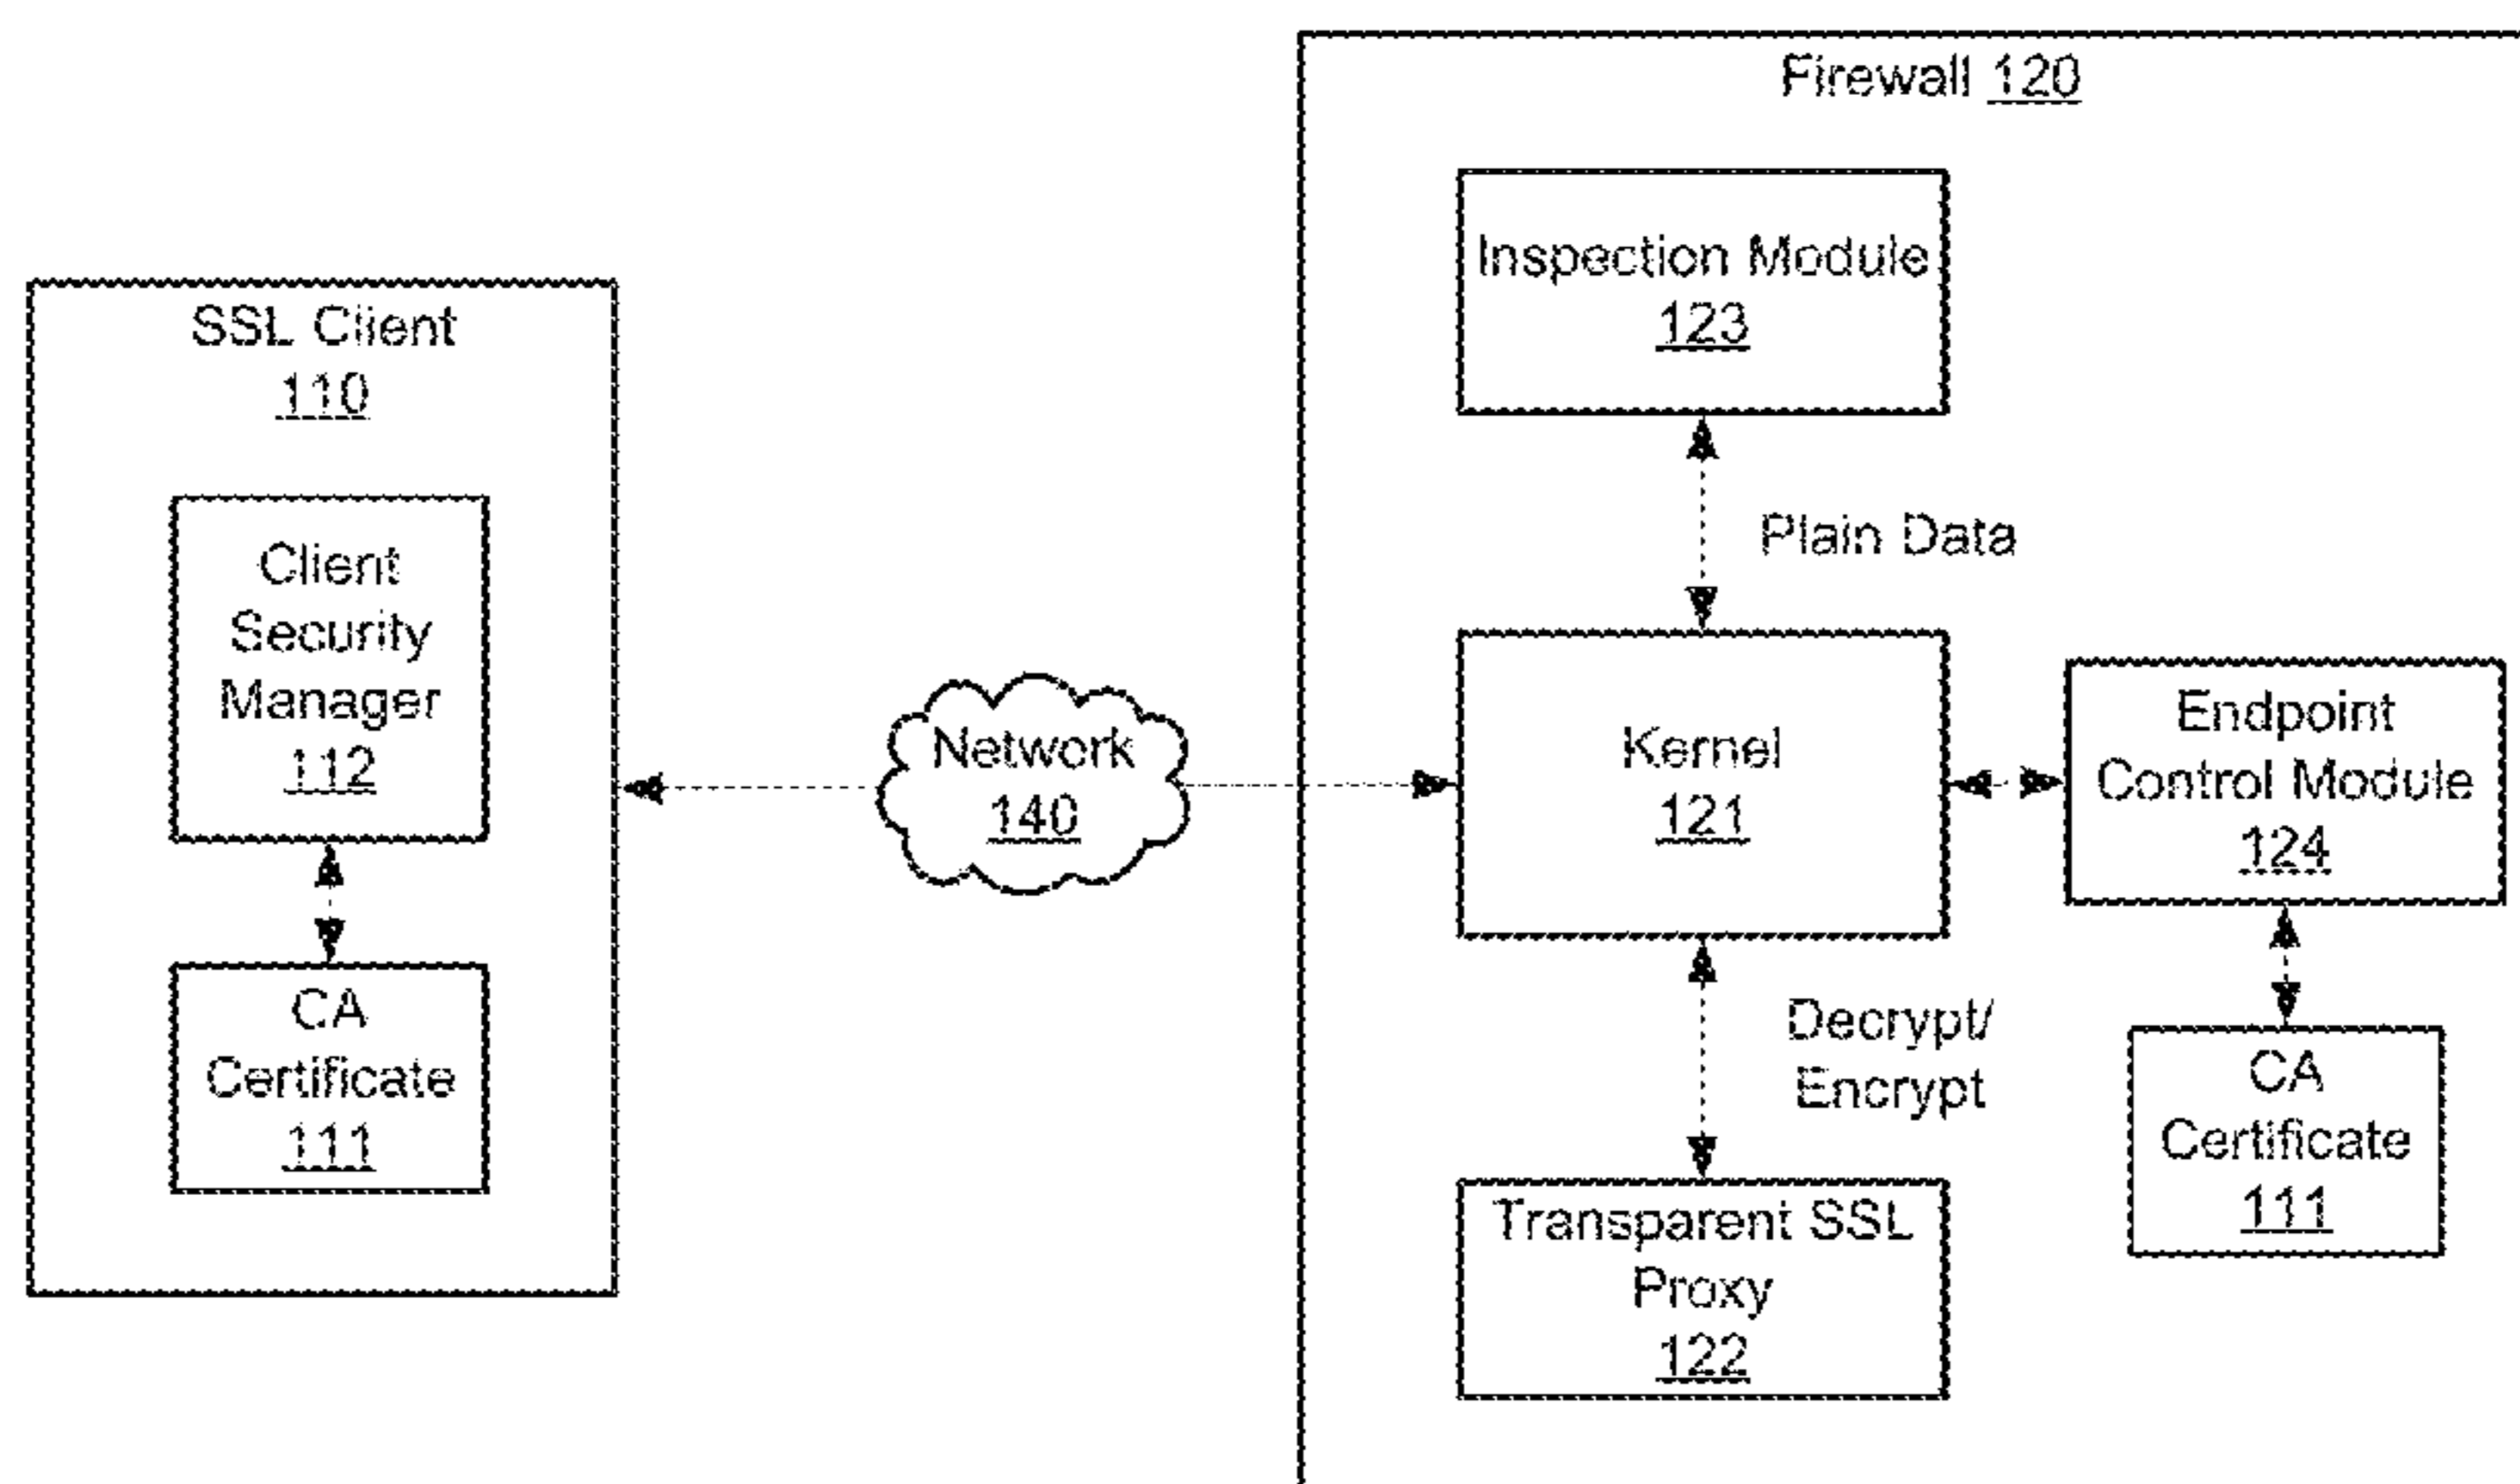 Firewall 120
Inspection Module
123
SSL Client
110
Plain Data
Client
Security
Manager
112
Network
140
Kernel
121
Endpoint
Control Module
124
CA
Certificate
111
Decrypt/
Encrypt
CA
Certificate
111
Transparent SSL
Proxy
122